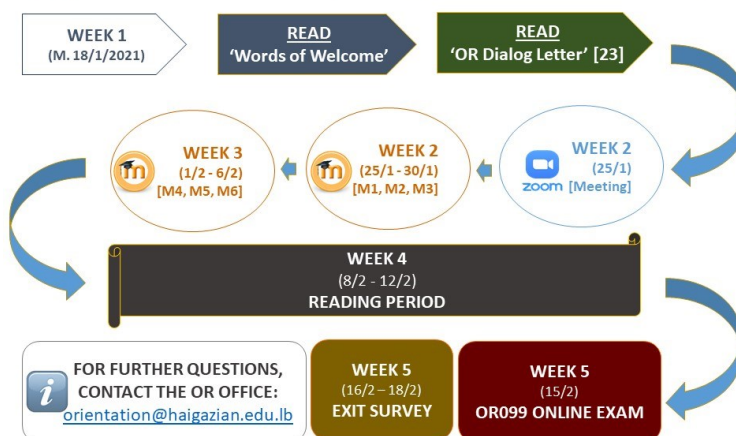 WEEK 1
(M. 18/1/2021)
READ
‘Words of Welcome’
READ
‘OR Dialog Letter’ [23]
WEEK 2
(25/1)
zoom [Meeting]
WEEK 2
(25/1 - 30/1)
[M1, M2, M3]
WEEK 3
(1/2 - 6/2)
[M4, M5, M6]
WEEK 4
(8/2 - 12/2)
READING PERIOD
WEEK 5
(15/2)
OR099 ONLINE EXAM
WEEK 5
(16/2 – 18/2)
EXIT SURVEY
FOR FURTHER QUESTIONS,
CONTACT THE OR OFFICE:
orientation@haigazian.edu.lb